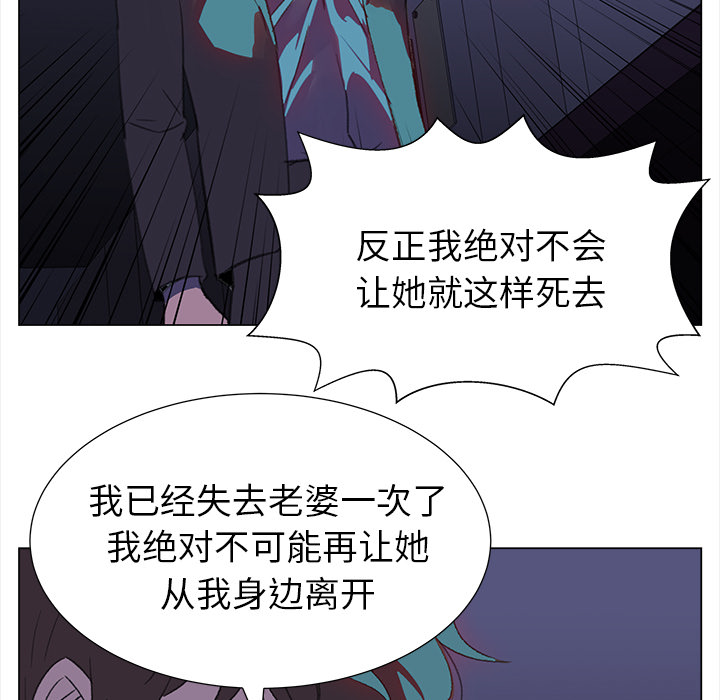 反正我绝对不会
让她就这样死去
我已经失去老婆一次了
我绝对不可能再让她
从我身边离开